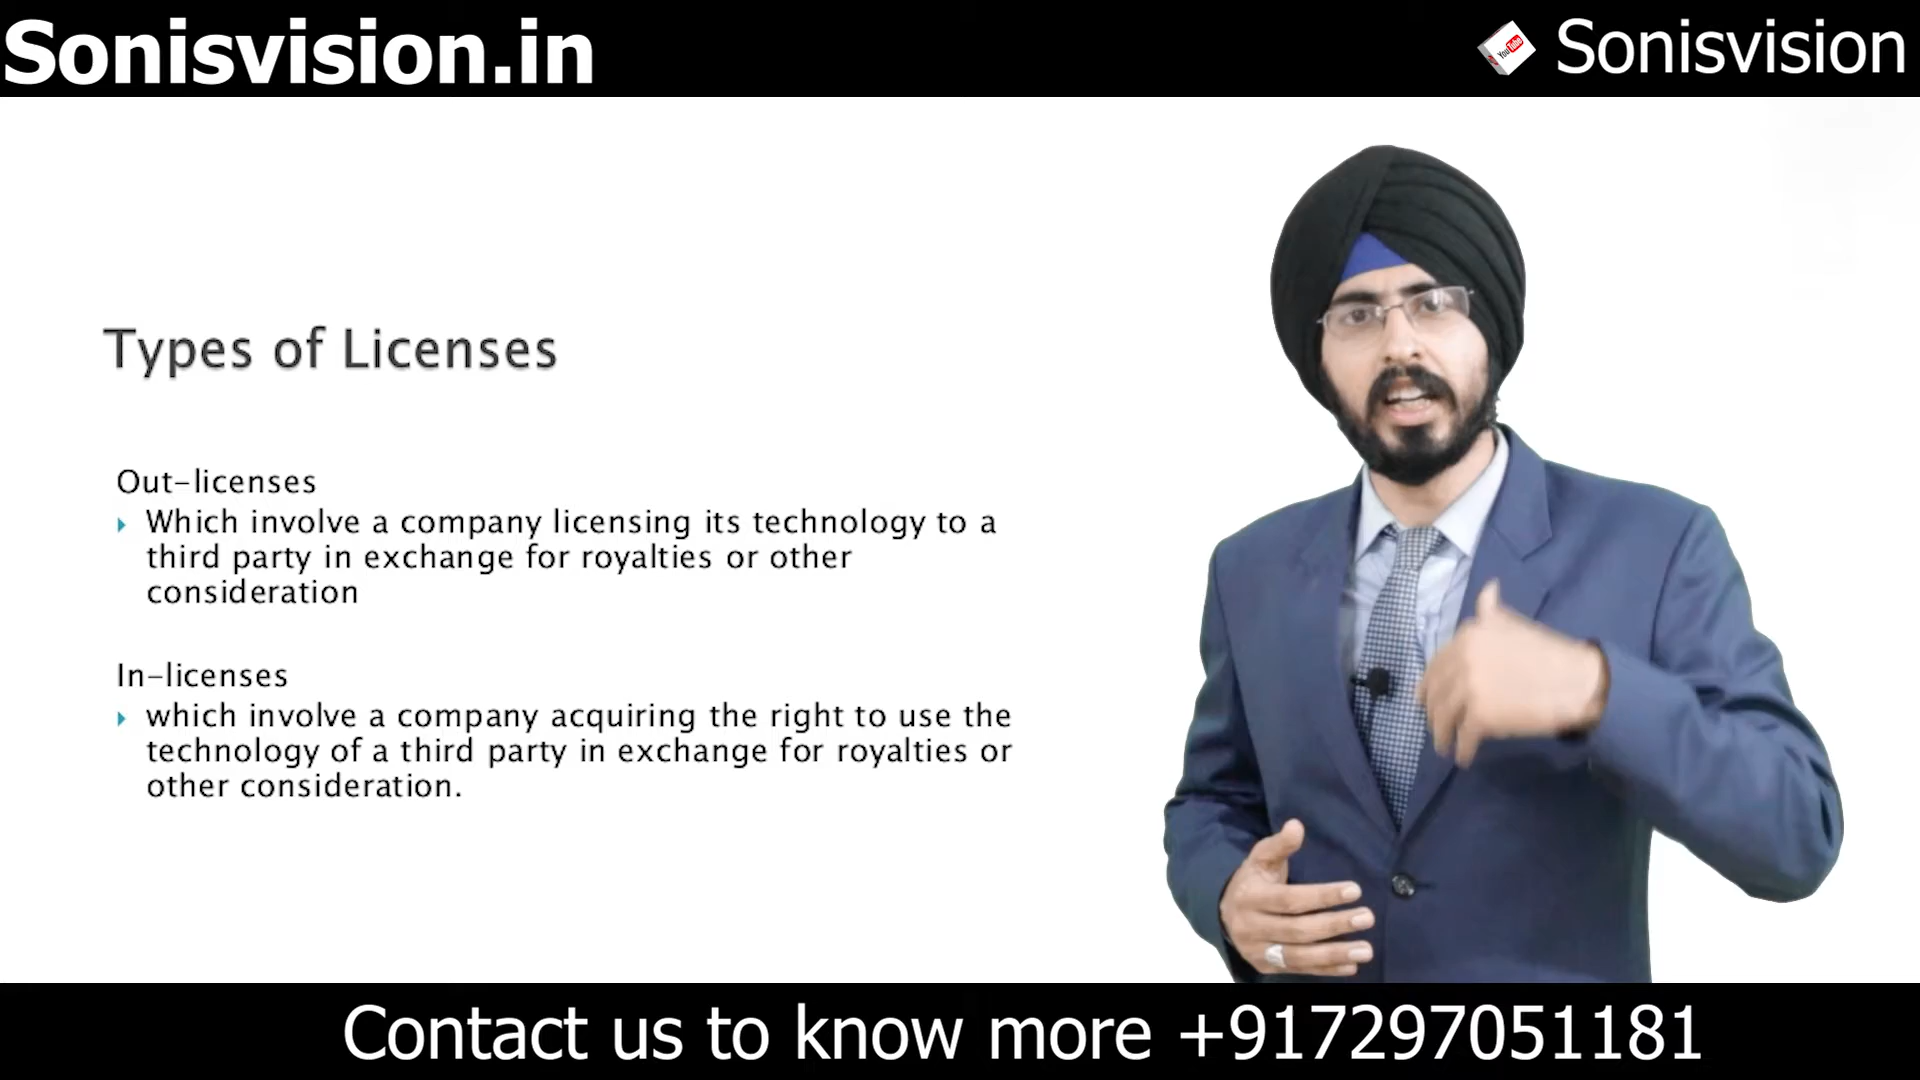 Sonisvision.in
YouTube
Sonisvision
Types of Licenses
Out-licenses
Which involve a company licensing its technology to a
third party in exchange for royalties or other
consideration
In-licenses
which involve a company acquiring the right to use the
technology of a third party in exchange for royalties or
other consideration.
Contact us to know more +917297051181